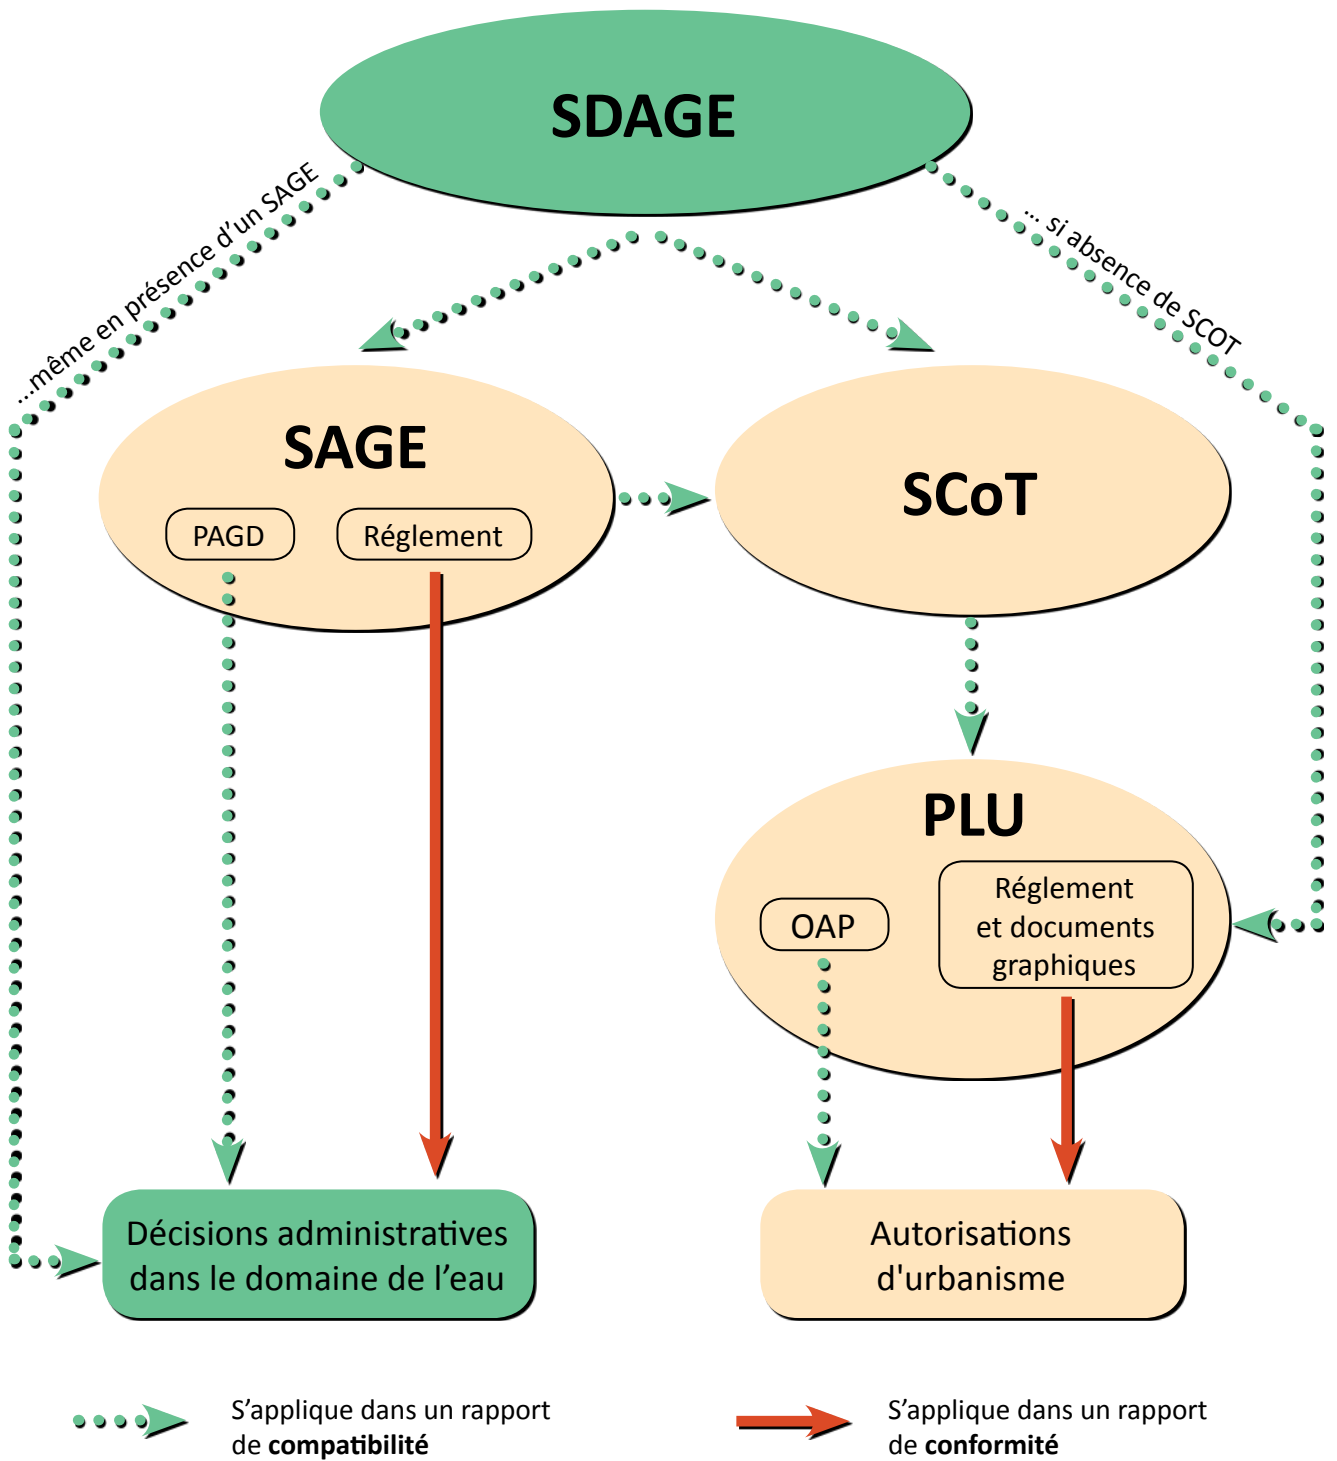 SDAGE
...même en présence d'un SAGE
... si absence de SCOT
SAGE
PAGD
Réglement
SCoT
PLU
OAP
Réglement
et documents
graphiques
Décisions administratives
dans le domaine de l’eau
Autorisations
d'urbanisme
S’applique dans un rapport
de compatibilité
S’applique dans un rapport
de conformité